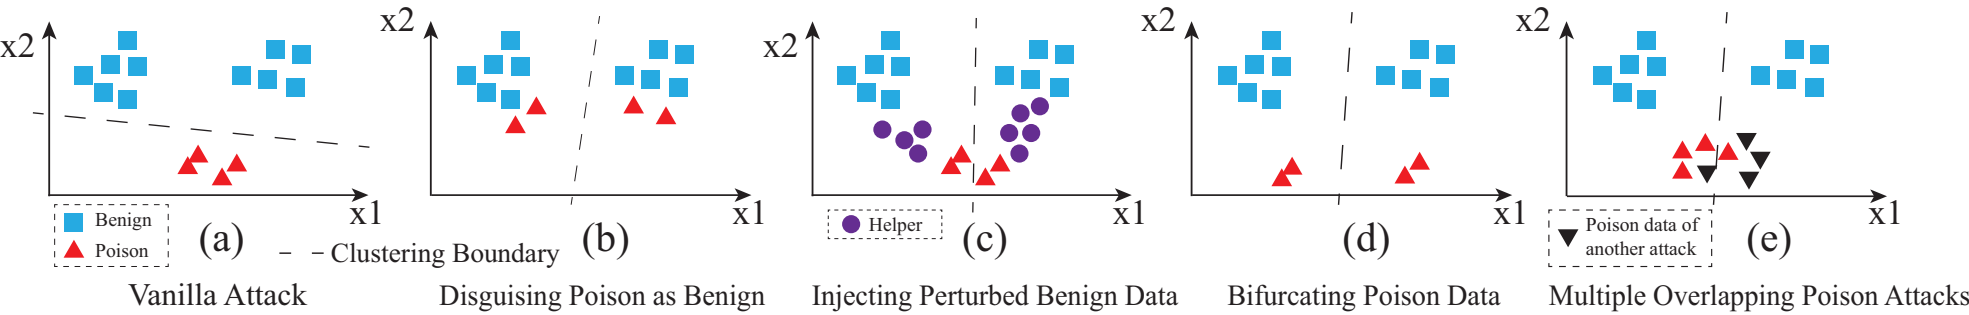 x2
x1
Benign
Poison
(a)
Clustering Boundary
Vanilla Attack
x2
x1
(b)
Disguising Poison as Benign
x2
x1
Helper
(c)
Injecting Perturbed Benign Data
x2
x1
(d)
Bifurcating Poison Data
x2
x1
Poison data of
another attack
(e)
Multiple Overlapping Poison Attacks